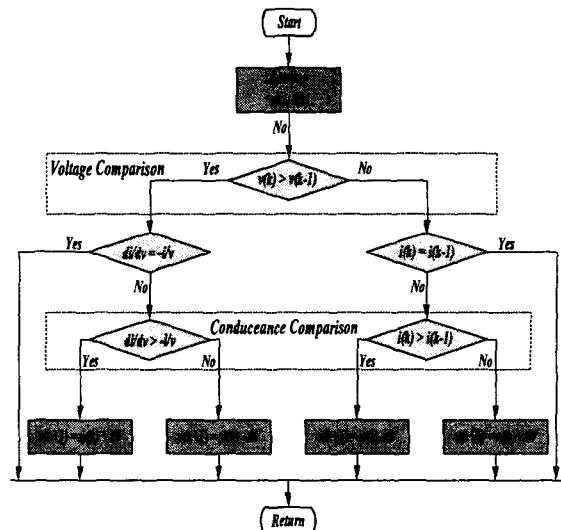 Start
No
Voltage Comparison
Yes
v(k) > v(k-1)
No
Yes
di/dv = -i/v
i(k) = i(k-1)
Yes
No
No
Conduceance Comparison
di/dv > -i/v
i(k) > i(k-1)
Yes
No
Yes
No
Return